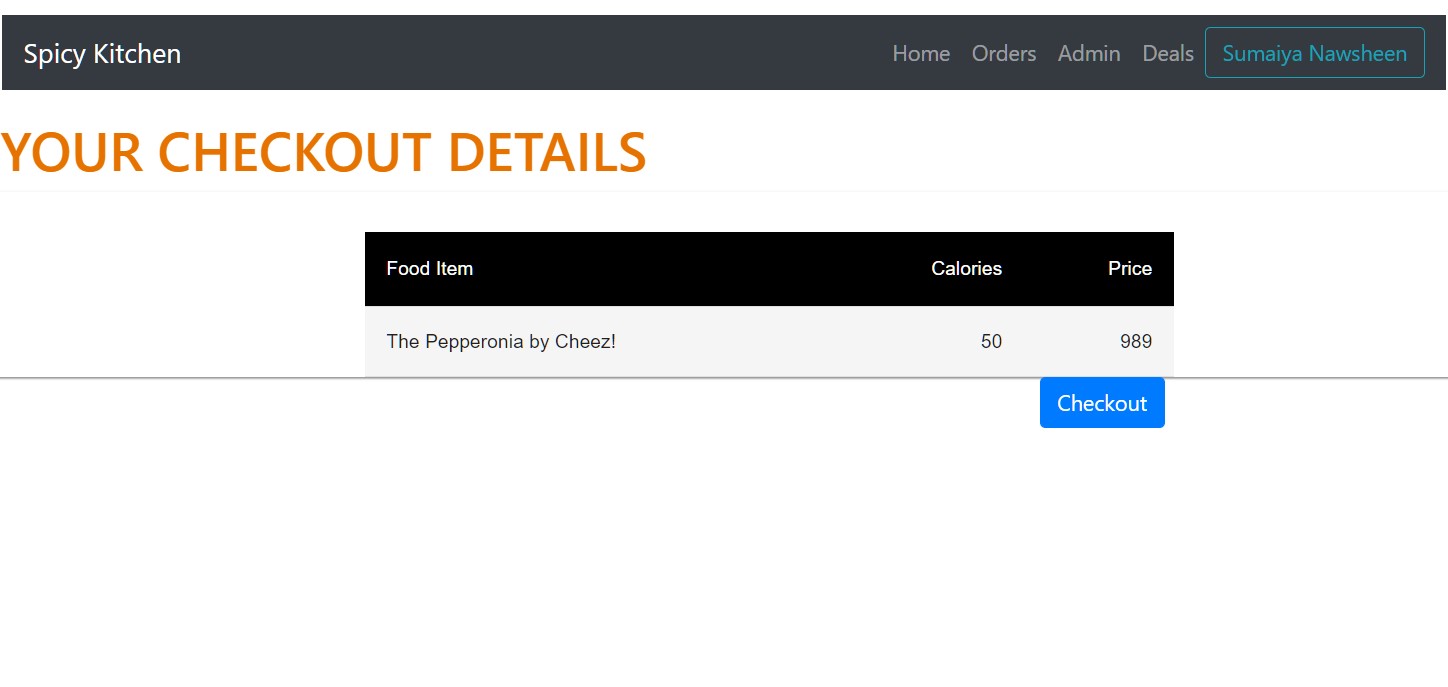 Spicy Kitchen Home Orders Admin Deals Sumaiya Nawsheen
YOUR CHECKOUT DETAILS
Food Item Calories Price
The Pepperonia by Cheez! 50 989
Checkout